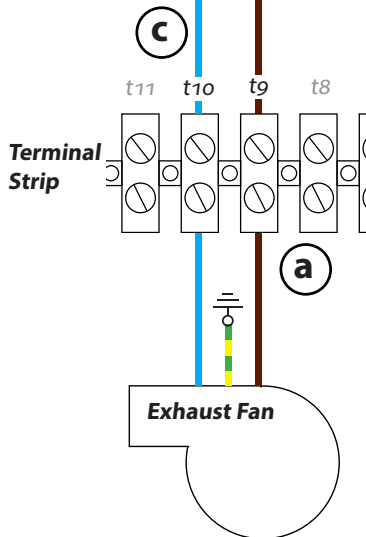 c
t11 t10 t9 t8
Terminal
Strip
a
Exhaust Fan